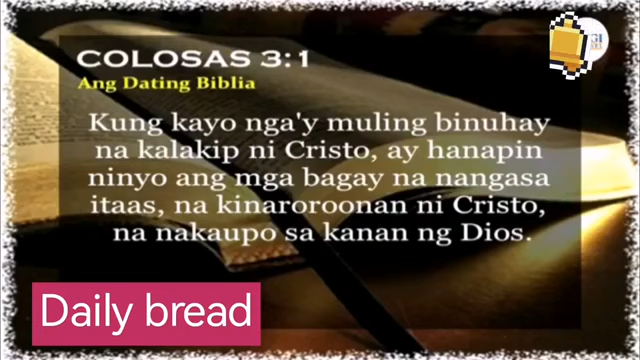 COLOSAS 3:1
Ang Dating Biblia
Kung kayo nga'y muling binuhay
na kalakip ni Cristo, ay hanapin
ninyo ang mga bagay na nangasa
itaas, na kinaroroonan ni Cristo,
na nakaupo sa kanan ng Dios.
Daily bread